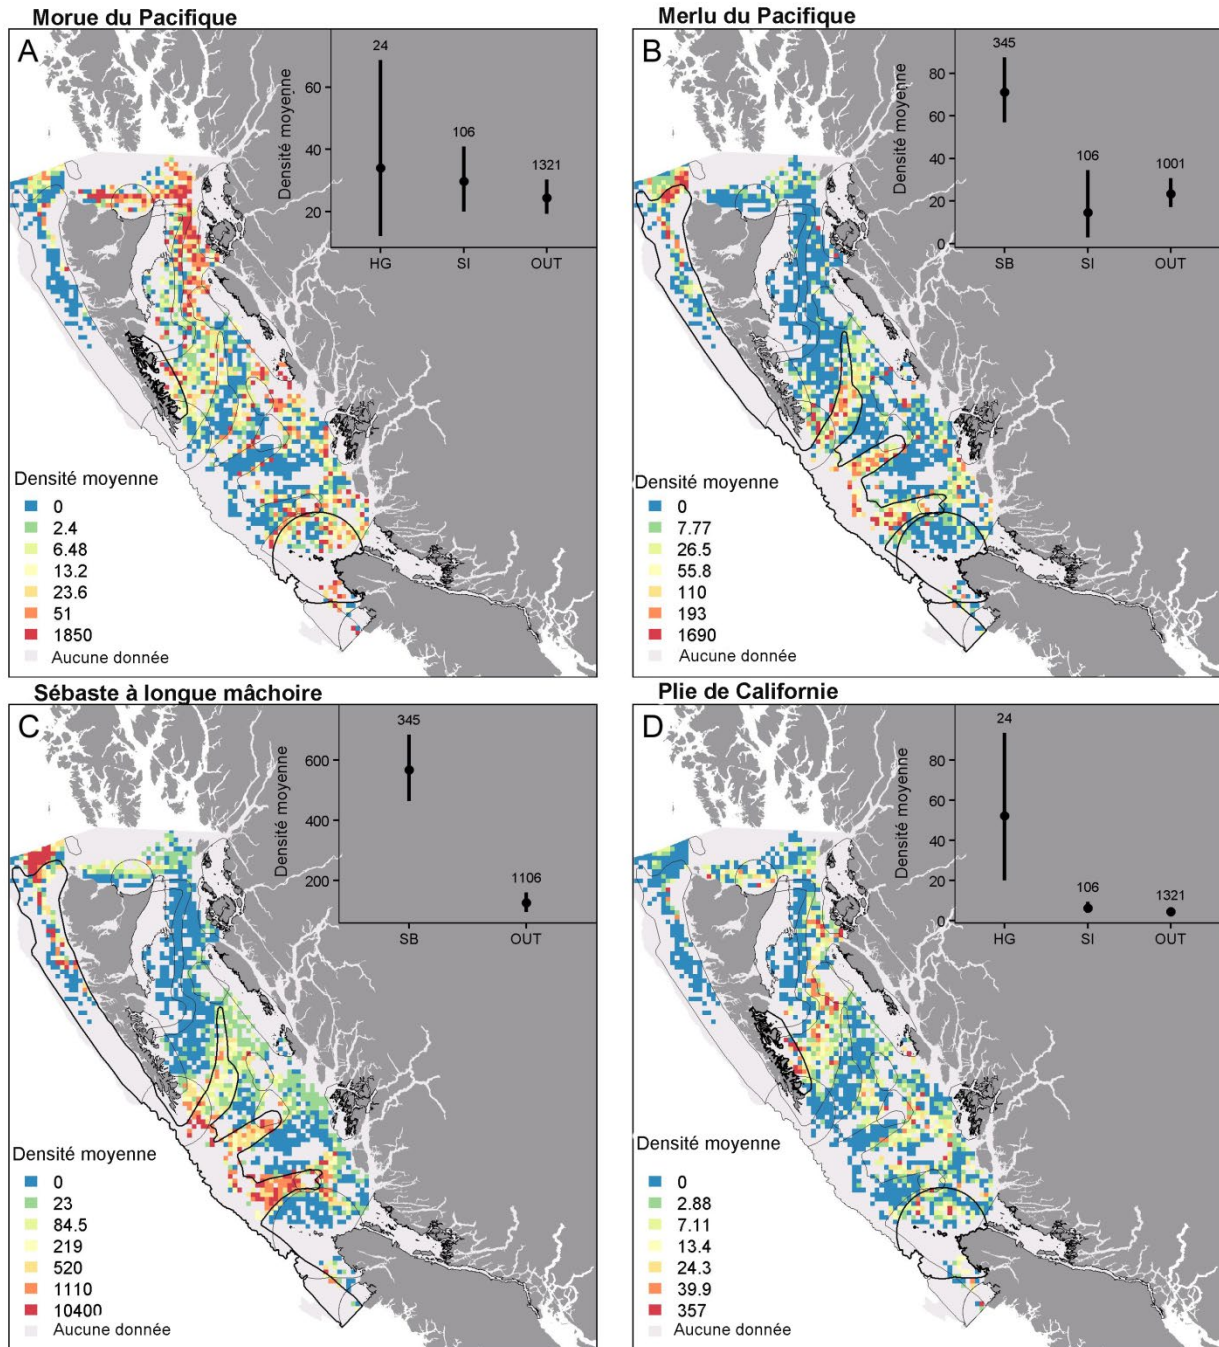 Morue du Pacifique
A
24
106
1321
Densité moyenne
60
40
20
HG
SI
OUT
Densité moyenne
0
2.4
6.48
13.2
23.6
51
1850
Aucune donnée
Merlu du Pacifique
B
345
106
1001
Densité moyenne
80
60
40
20
0
SB
SI
OUT
Densité moyenne
0
7.77
26.5
55.8
110
193
1690
Aucune donnée
Sébaste à longue mâchoire
C
345
1106
Densité moyenne
600
400
200
SB
OUT
Densité moyenne
0
23
84.5
219
520
1110
10400
Aucune donnée
Plie de Californie
D
24
106
1321
Densité moyenne
80
60
40
20
0
HG
SI
OUT
Densité moyenne
0
2.88
7.11
13.4
24.3
39.9
357
Aucune donnée